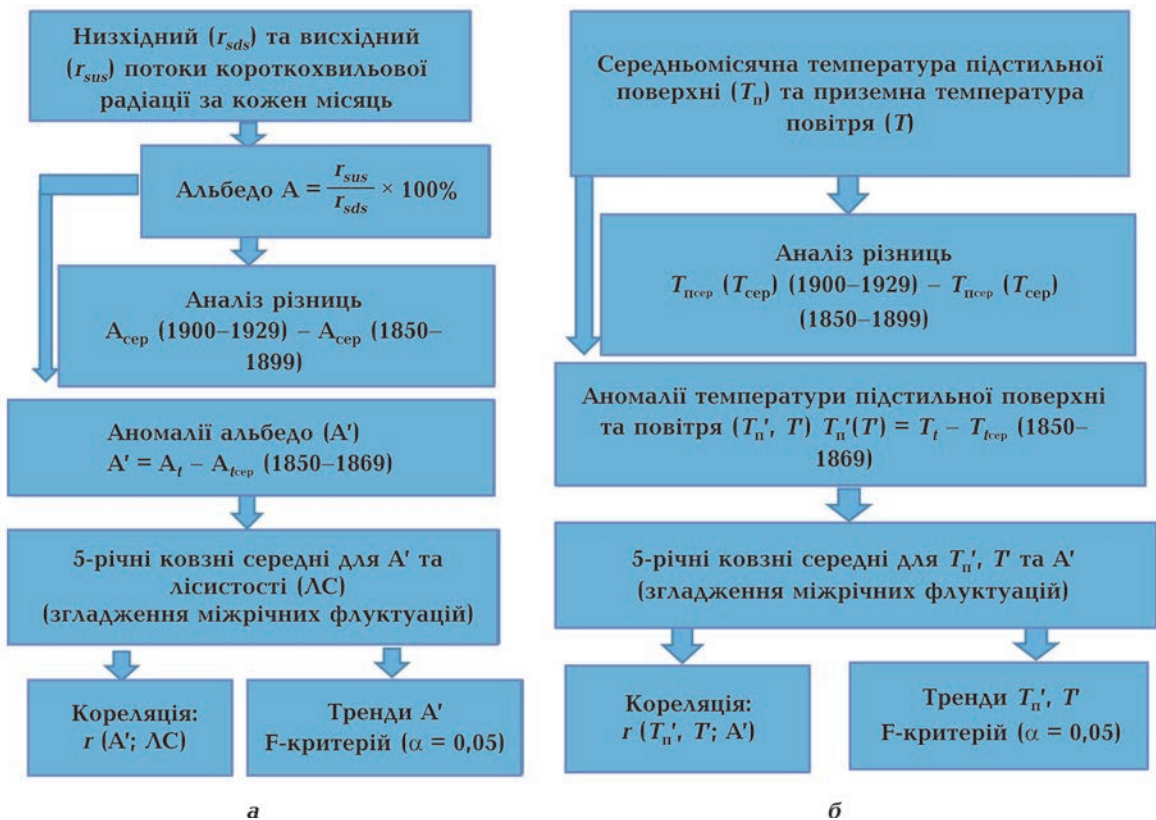 Низхідний (r_sds) та висхідний
(r_sus) потоки короткохвильової
радіації за кожен місяць
Альбедо А = r_sus / r_sds × 100%
Аналіз різниць
А_сер (1900–1929) – А_сер (1850–
1899)
Аномалії альбедо (А′)
А′ = А_t – А_tсер (1850–1869)
5-річні ковзні середні для А′ та
лісистості (ЛС)
(згладження міжрічних флуктуацій)
Кореляція:
r (А′; ЛС)
Тренди А′
F-критерій (α = 0,05)
а
Середньомісячна температура підстильної
поверхні (T_п) та приземна температура
повітря (T)
Аналіз різниць
T_псер (T_сер) (1900–1929) – T_псер (T_сер)
(1850–1899)
Аномалії температури підстильної поверхні
та повітря (T_п′, T′) T_п′(T′) = T_t – T_tсер (1850–
1869)
5-річні ковзні середні для T_п′, T′ та А′
(згладження міжрічних флуктуацій)
Кореляція:
r (T_п′, T′; А′)
Тренди T_п′, T′
F-критерій (α = 0,05)
б